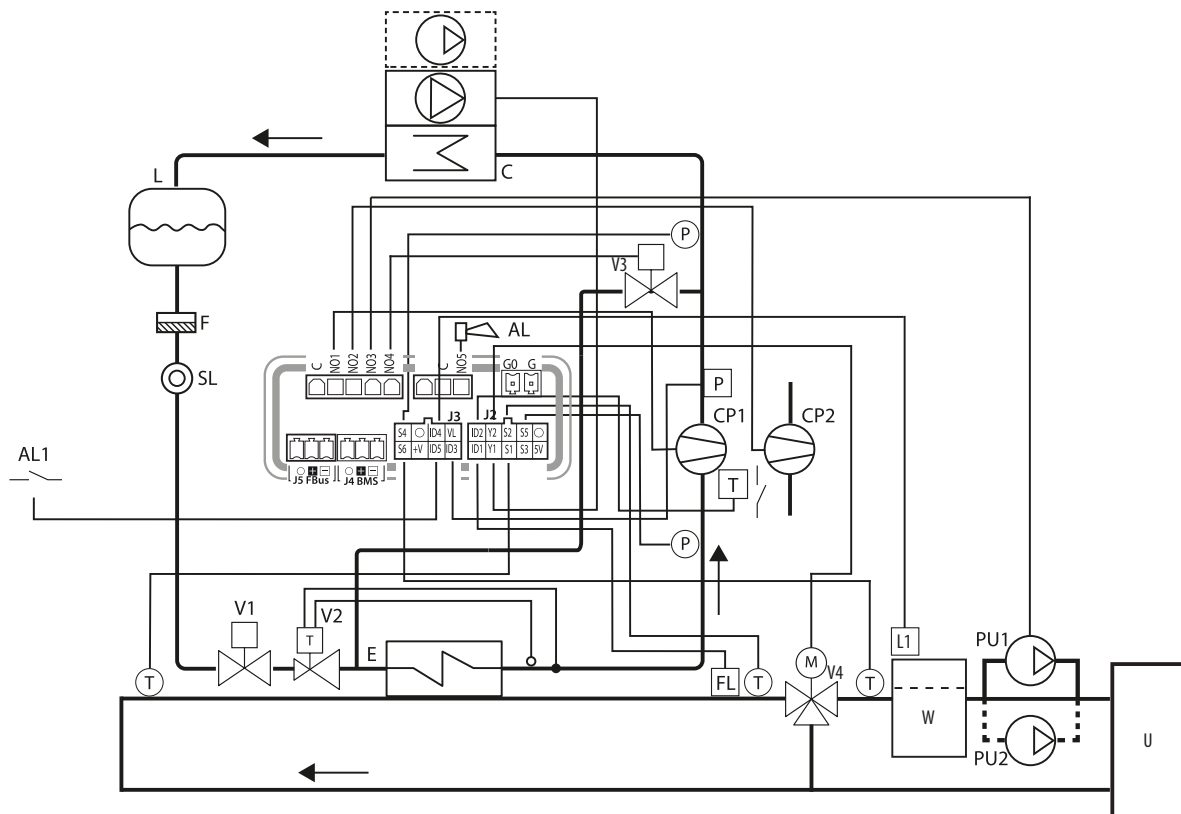 C
L
P
V3
F
AL
C
NO1
NO2
NO3
NO4
C
NO5
G0 G
SL
P
CP1 CP2
J3 J2
S4 ID4 VL
S6 +V ID5 ID3
ID2 Y2 S2 S5
ID1 Y1 S1 S3 5V
AL1
J5 FBus J4 BMS
T
P
V1
V2
T
L1
PU1
E
M
V4
T
FL
T
T
W
U
PU2